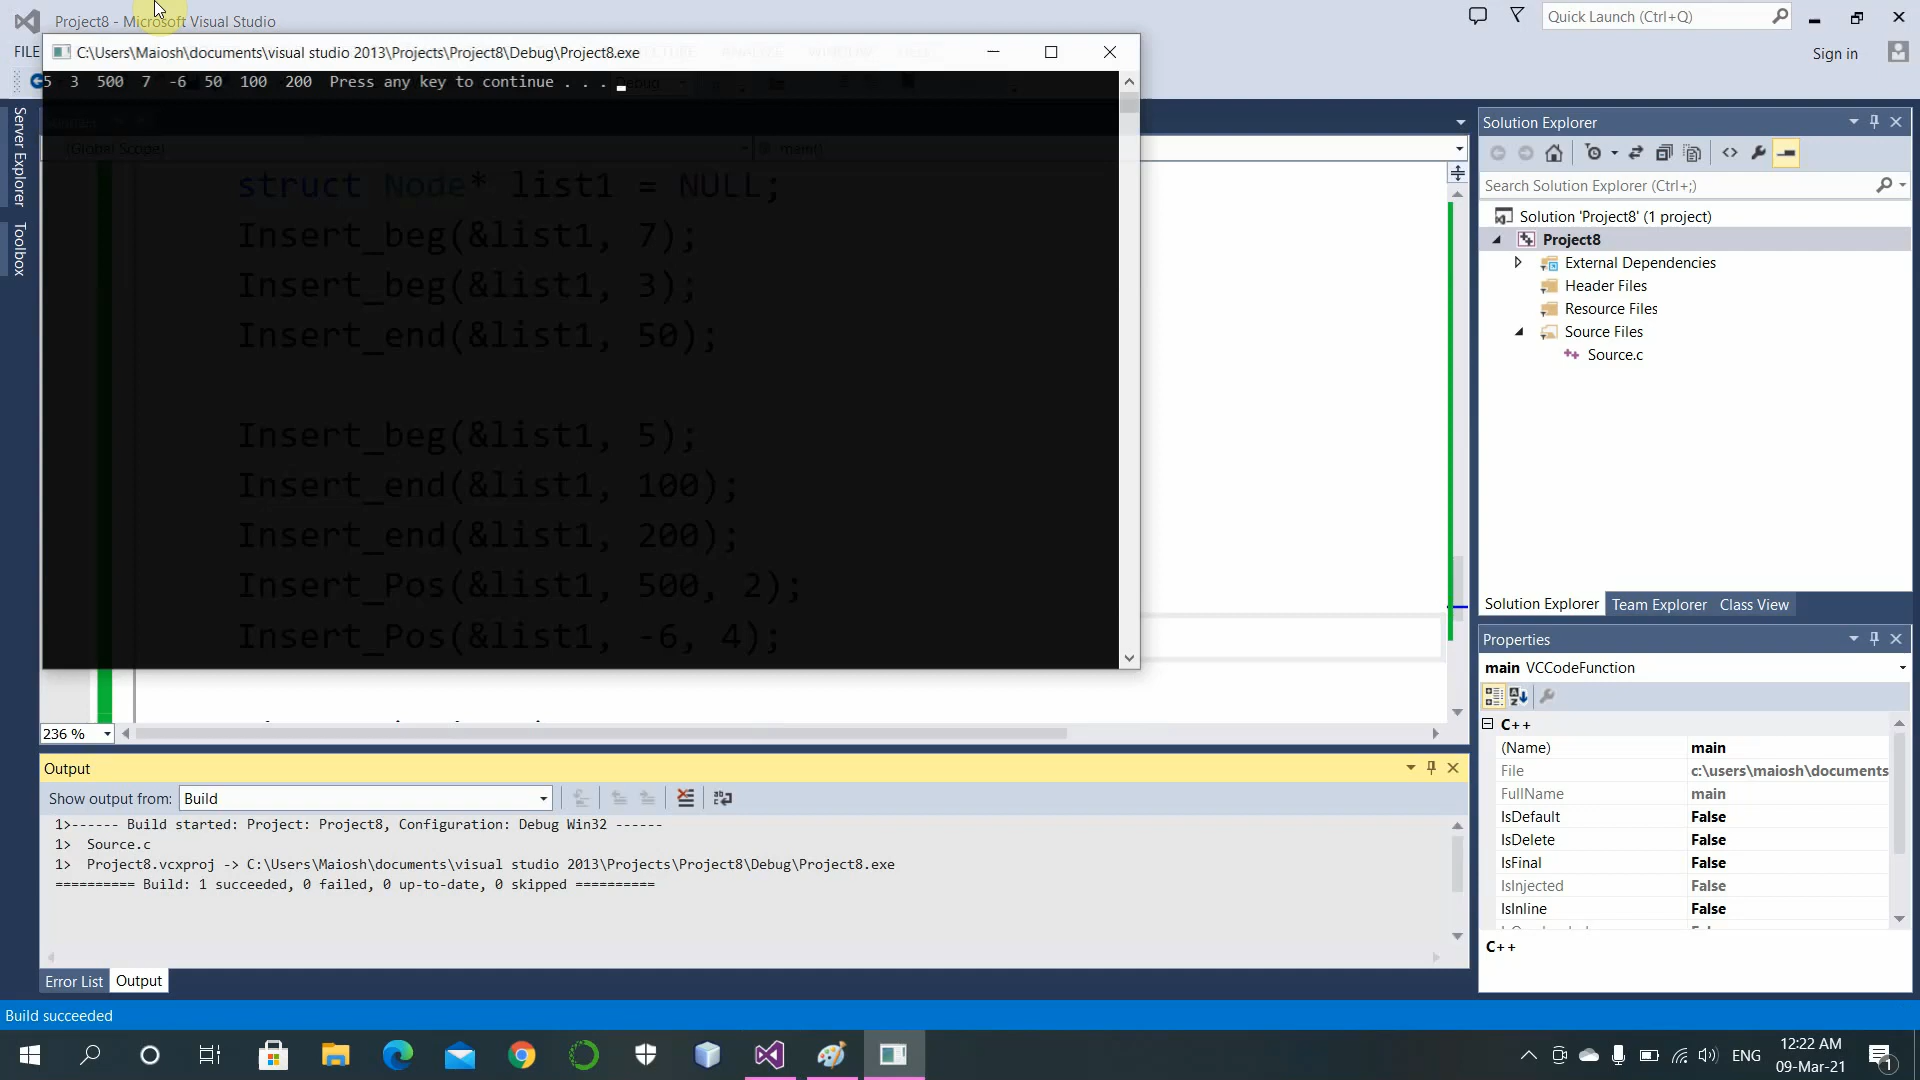 Project8 - Microsoft Visual Studio
Quick Launch (Ctrl+Q)
FILE
Sign in
C:\Users\Maiosh\documents\visual studio 2013\Projects\Project8\Debug\Project8.exe
5  3  500  7  -6  50  100  200  Press any key to continue . . .
Debug
(Global Scope)
main()
Server Explorer
Toolbox
struct Node* list1 = NULL;
Insert_beg(&list1, 7);
Insert_beg(&list1, 3);
Insert_end(&list1, 50);
Insert_beg(&list1, 5);
Insert_end(&list1, 100);
Insert_end(&list1, 200);
Insert_Pos(&list1, 500, 2);
Insert_Pos(&list1, -6, 4);
236 %
Output
Show output from: Build
1>------ Build started: Project: Project8, Configuration: Debug Win32 ------
1>  Source.c
1>  Project8.vcxproj -> C:\Users\Maiosh\documents\visual studio 2013\Projects\Project8\Debug\Project8.exe
========== Build: 1 succeeded, 0 failed, 0 up-to-date, 0 skipped ==========
Error List
Output
Solution Explorer
Search Solution Explorer (Ctrl+;)
Solution 'Project8' (1 project)
Project8
External Dependencies
Header Files
Resource Files
Source Files
Source.c
Solution Explorer
Team Explorer
Class View
Properties
main VCCodeFunction
C++
(Name) main
File c:\users\maiosh\documents
FullName main
IsDefault False
IsDelete False
IsFinal False
IsInjected False
IsInline False
C++
Build succeeded
ENG
12:22 AM
09-Mar-21
1